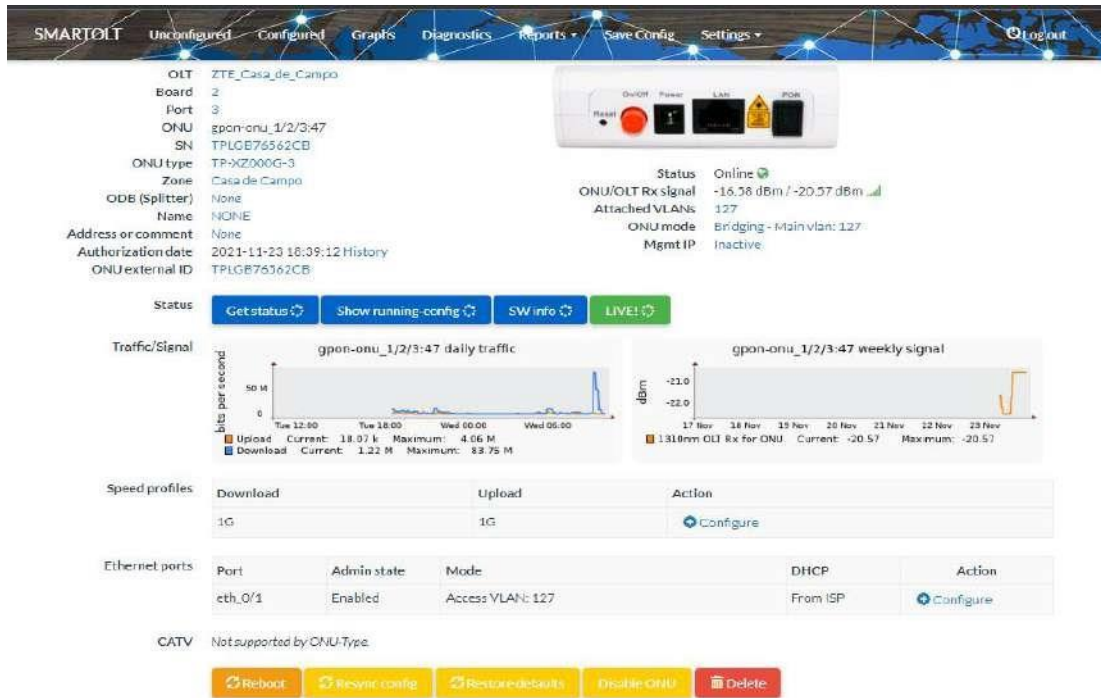 SMARTOLT Unconfigured Configured Graphs Diagnostics Reports Save Config Settings Logout
OLT ZTE_Casa_de_Campo
Board 2
Port 3
ONU gpon-onu_1/2/3:47
SN TPLGB76562CB
ONU type TP-XZ000G-3
Zone Casa de Campo
ODB (Splitter) None
Name NONE
Address or comment None
Authorization date 2021-11-23 18:39:12 History
ONU external ID TPLGB76562CB
On/Off Power LAN PON
Reset
Status Online
ONU/OLT Rx signal -16.58 dBm / -20.57 dBm
Attached VLANs 127
ONU mode Bridging - Main vlan: 127
Mgmt IP Inactive
Status Get status Show running-config SW info LIVE!
Traffic/Signal
gpon-onu_1/2/3:47 daily traffic
bits per second
50 M
0
Tue 12:00 Tue 18:00 Wed 00:00 Wed 06:00
Upload Current: 18.07 k Maximum: 4.06 M
Download Current: 1.22 M Maximum: 83.75 M
gpon-onu_1/2/3:47 weekly signal
dBm
-21.0
-22.0
17 Nov 18 Nov 19 Nov 20 Nov 21 Nov 22 Nov 23 Nov
1310nm OLT Rx for ONU Current: -20.57 Maximum: -20.57
Speed profiles
Download Upload Action
1G 1G Configure
Ethernet ports
Port Admin state Mode DHCP Action
eth_0/1 Enabled Access VLAN: 127 From ISP Configure
CATV Not supported by ONU-Type.
Reboot Resync config Restore defaults Disable ONU Delete